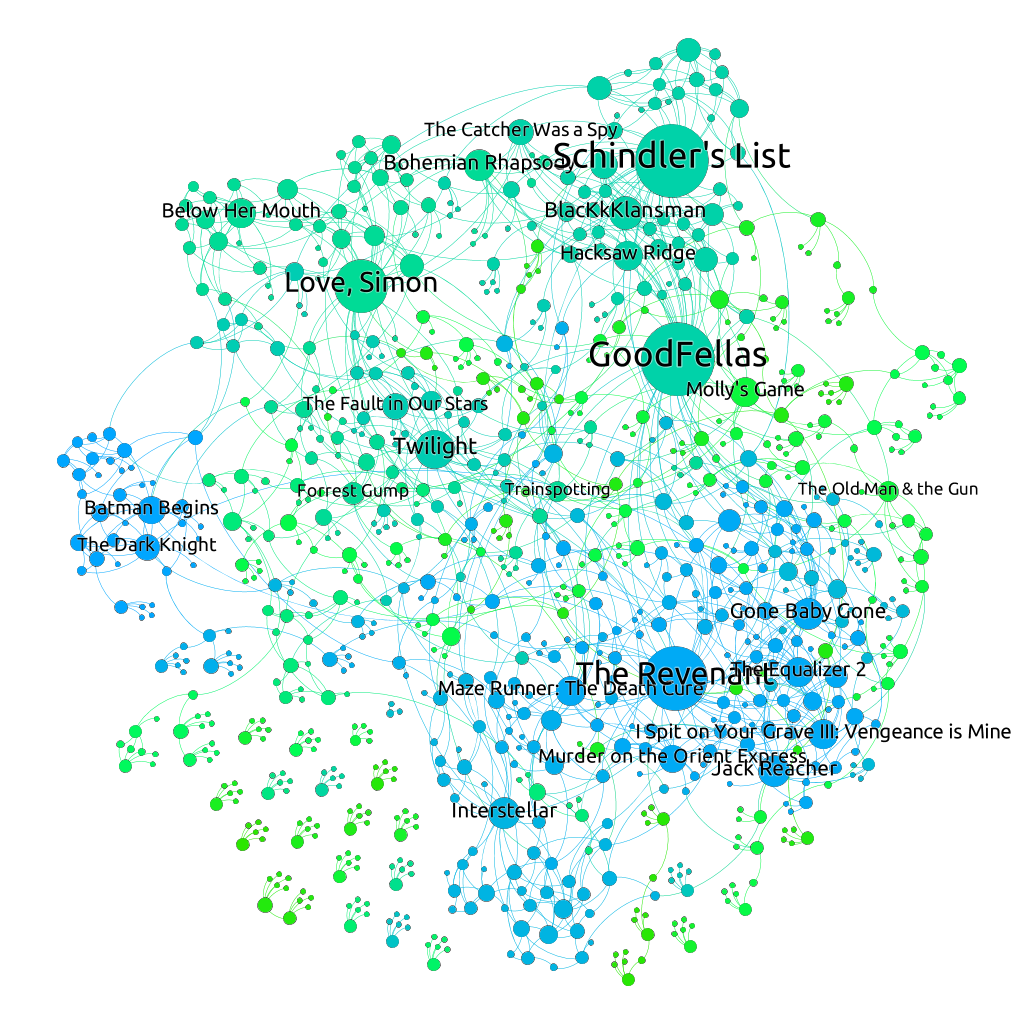 The Catcher Was a Spy
Schindler's List
Bohemian Rhapsody
Below Her Mouth
BlacKkKlansman
Hacksaw Ridge
Love, Simon
GoodFellas
Molly's Game
The Fault in Our Stars
Twilight
Forrest Gump
Trainspotting
The Old Man & the Gun
Batman Begins
The Dark Knight
Gone Baby Gone
The Revenant
The Equalizer 2
Maze Runner: The Death Cure
I Spit on Your Grave III: Vengeance is Mine
Murder on the Orient Express
Jack Reacher
Interstellar